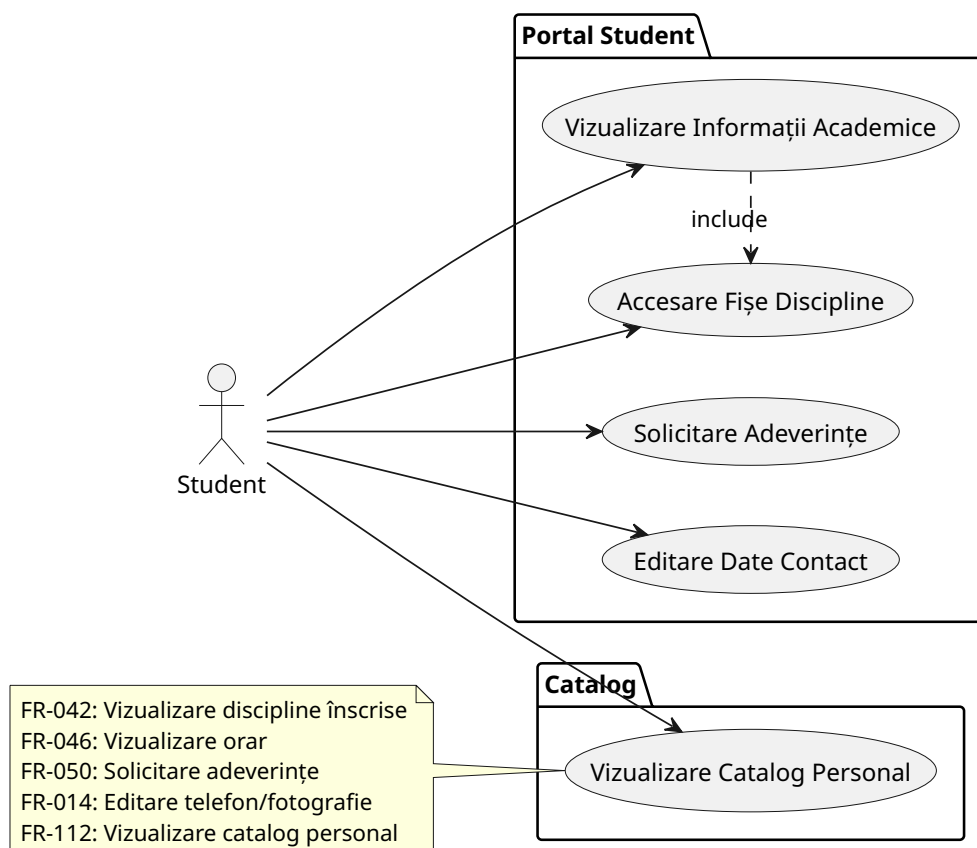 Portal Student
Vizualizare Informații Academice
include
Accesare Fișe Discipline
Solicitare Adeverințe
Student
Editare Date Contact
Catalog
Vizualizare Catalog Personal
FR-042: Vizualizare discipline înscrise
FR-046: Vizualizare orar
FR-050: Solicitare adeverințe
FR-014: Editare telefon/fotografie
FR-112: Vizualizare catalog personal